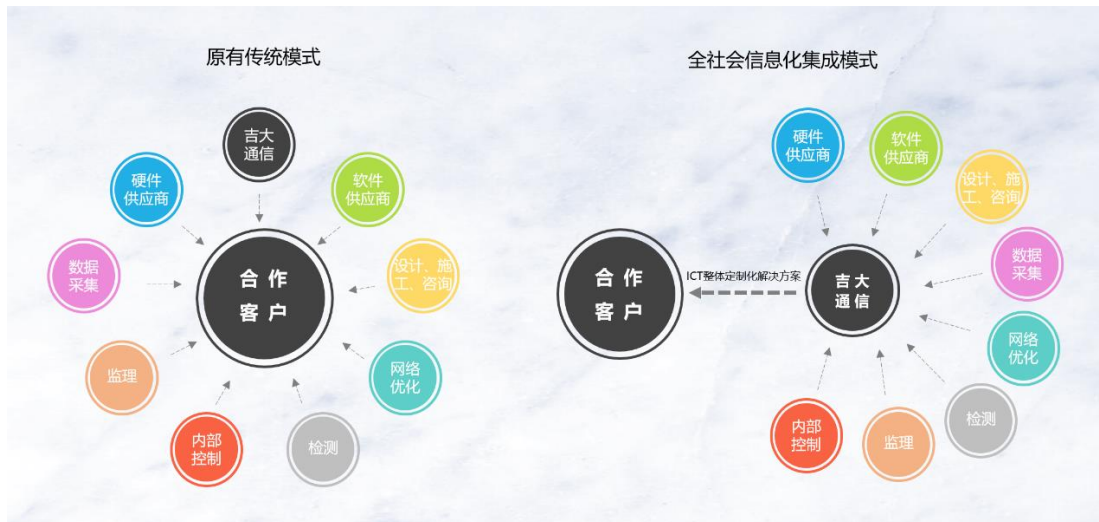 原有传统模式
吉大
通信
硬件
供应商
软件
供应商
数据
采集
合 作
客 户
设计、施
工、咨询
监理
网络
优化
内部
控制
检测
全社会信息化集成模式
硬件
供应商
软件
供应商
设计、施
工、咨询
数据
采集
合 作
客 户
ICT整体定制化解决方案
吉 大
通 信
网络
优化
检测
内部
控制
监理